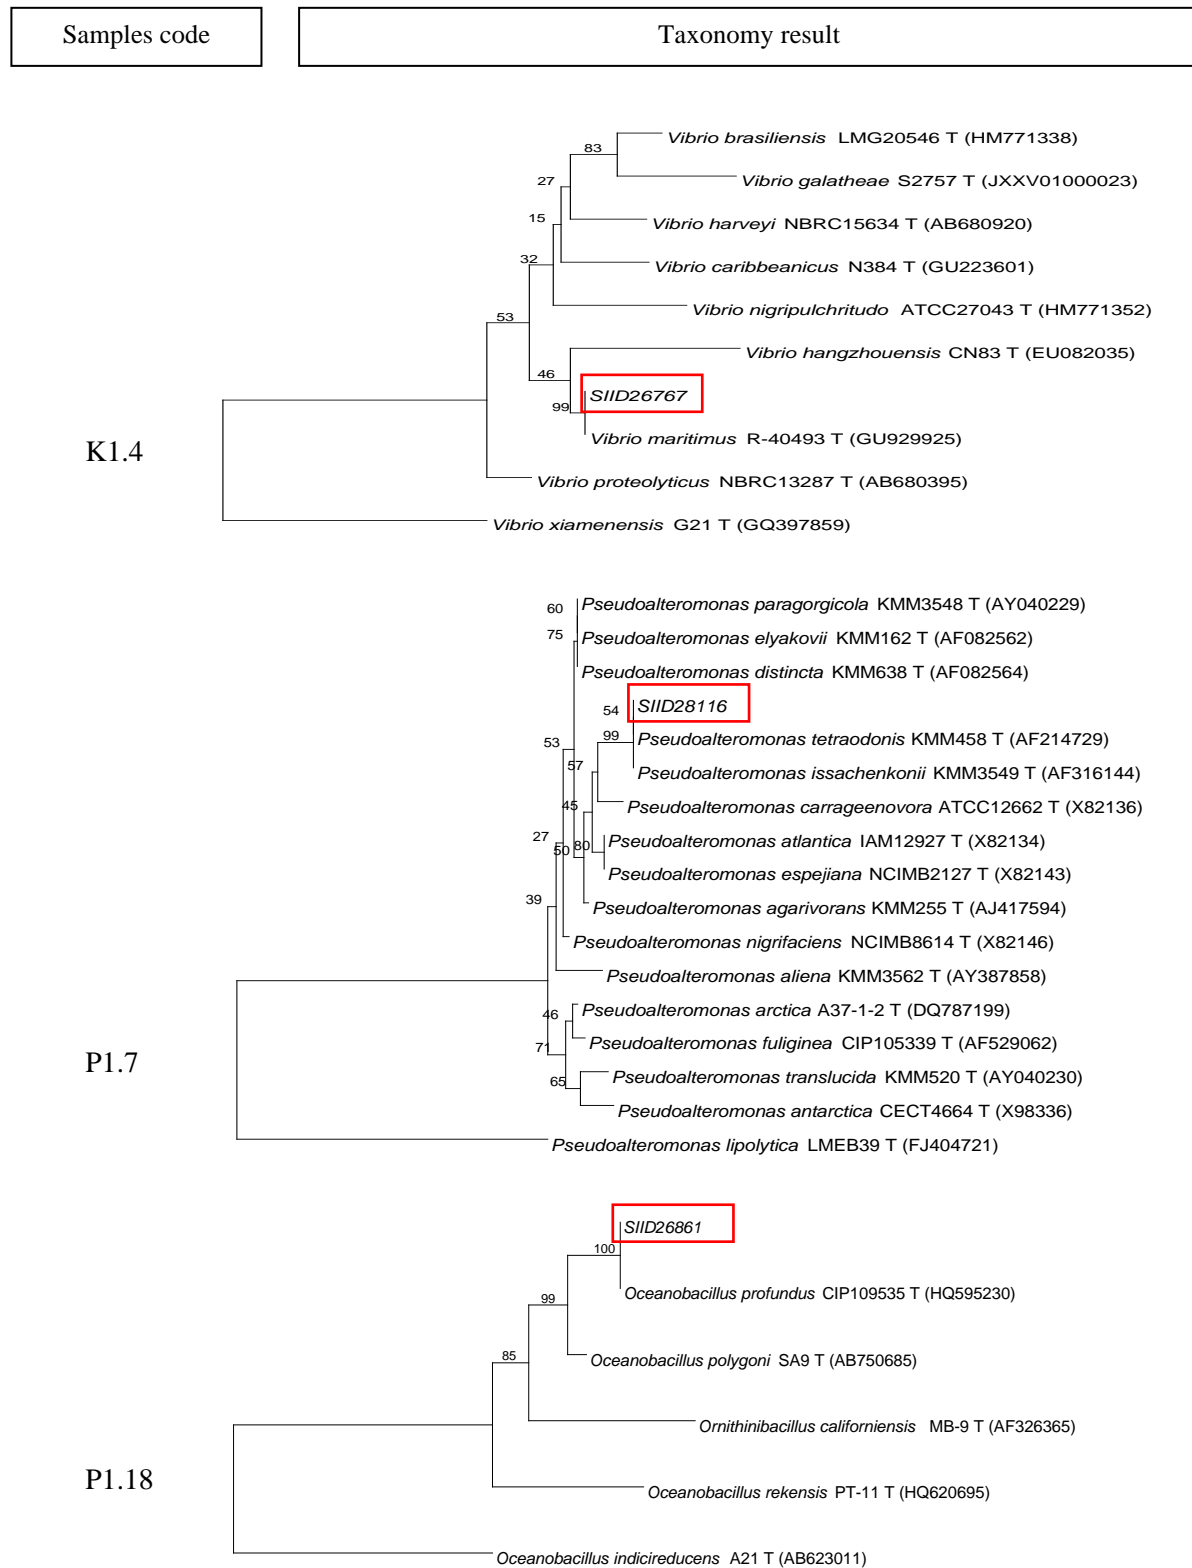 Samples code
Taxonomy result
Vibrio brasiliensis LMG20546 T (HM771338)
83
Vibrio galatheae S2757 T (JXXV01000023)
27
15
Vibrio harveyi NBRC15634 T (AB680920)
32
Vibrio caribbeanicus N384 T (GU223601)
Vibrio nigripulchritudo ATCC27043 T (HM771352)
53
Vibrio hangzhouensis CN83 T (EU082035)
46
SIID26767
99
Vibrio maritimus R-40493 T (GU929925)
K1.4
Vibrio proteolyticus NBRC13287 T (AB680395)
Vibrio xiamenensis G21 T (GQ397859)
60
Pseudoalteromonas paragorgicola KMM3548 T (AY040229)
75
Pseudoalteromonas elyakovii KMM162 T (AF082562)
Pseudoalteromonas distincta KMM638 T (AF082564)
54
SIID28116
53
99
Pseudoalteromonas tetraodonis KMM458 T (AF214729)
57
Pseudoalteromonas issachenkonii KMM3549 T (AF316144)
45
Pseudoalteromonas carrageenovora ATCC12662 T (X82136)
27
50
80
Pseudoalteromonas atlantica IAM12927 T (X82134)
Pseudoalteromonas espejiana NCIMB2127 T (X82143)
39
Pseudoalteromonas agarivorans KMM255 T (AJ417594)
Pseudoalteromonas nigrifaciens NCIMB8614 T (X82146)
Pseudoalteromonas aliena KMM3562 T (AY387858)
46
Pseudoalteromonas arctica A37-1-2 T (DQ787199)
71
Pseudoalteromonas fuliginea CIP105339 T (AF529062)
P1.7
65
Pseudoalteromonas translucida KMM520 T (AY040230)
Pseudoalteromonas antarctica CECT4664 T (X98336)
Pseudoalteromonas lipolytica LMEB39 T (FJ404721)
SIID26861
100
Oceanobacillus profundus CIP109535 T (HQ595230)
99
85
Oceanobacillus polygoni SA9 T (AB750685)
Ornithinibacillus californiensis MB-9 T (AF326365)
P1.18
Oceanobacillus rekensis PT-11 T (HQ620695)
Oceanobacillus indicireducens A21 T (AB623011)